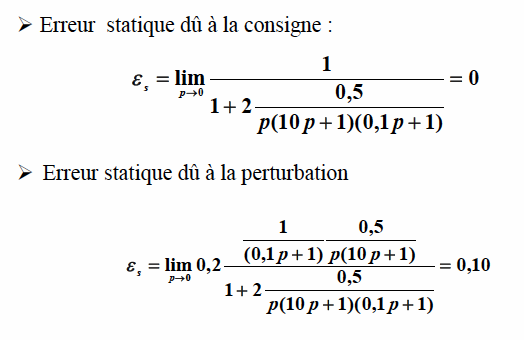 ➢ Erreur statique dû à la consigne :
ε_s = lim_{p→0} 1 / (1 + 2 (0,5 / (p(10p + 1)(0,1p + 1)))) = 0
➢ Erreur statique dû à la perturbation
ε_s = lim_{p→0} 0,2 ((1 / (0,1p + 1)) (0,5 / (p(10p + 1)))) / (1 + 2 (0,5 / (p(10p + 1)(0,1p + 1)))) = 0,10